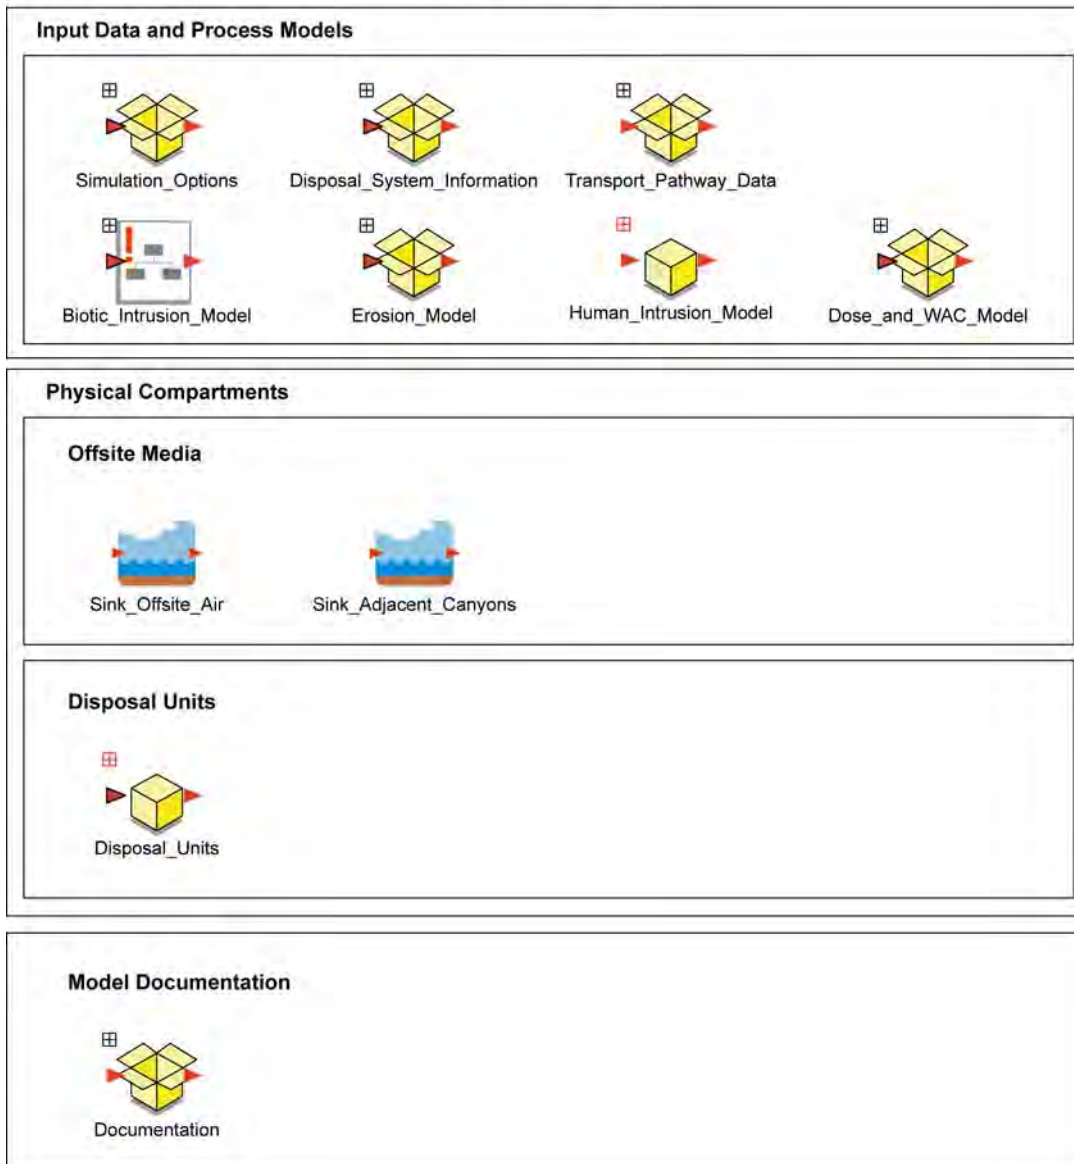 Input Data and Process Models
Simulation_Options Disposal_System_Information Transport_Pathway_Data
Biotic_Intrusion_Model Erosion_Model Human_Intrusion_Model Dose_and_WAC_Model
Physical Compartments
Offsite Media
Sink_Offsite_Air Sink_Adjacent_Canyons
Disposal Units
Disposal_Units
Model Documentation
Documentation